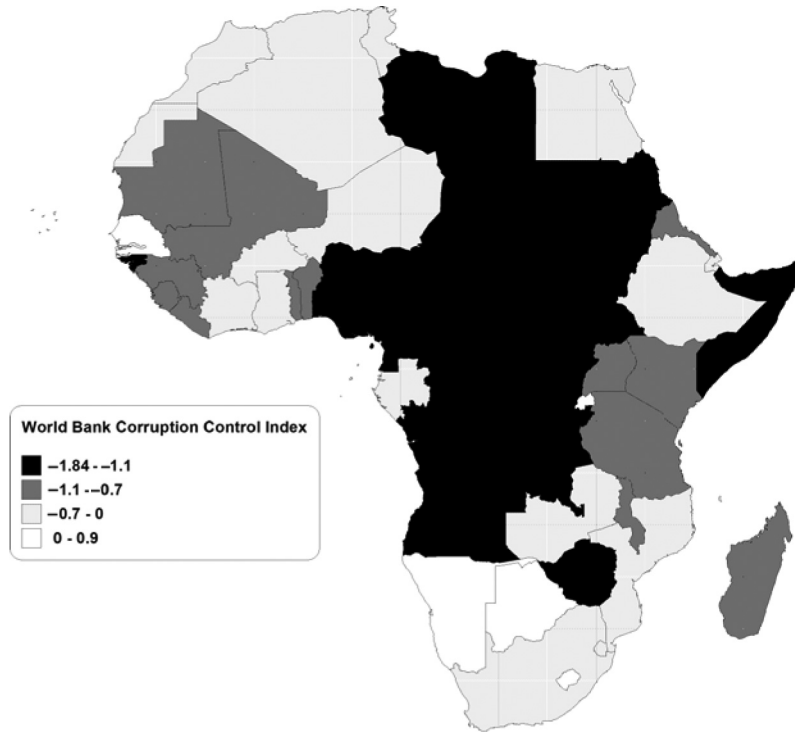 World Bank Corruption Control Index
–1.84 - –1.1
–1.1 - –0.7
–0.7 - 0
0 - 0.9